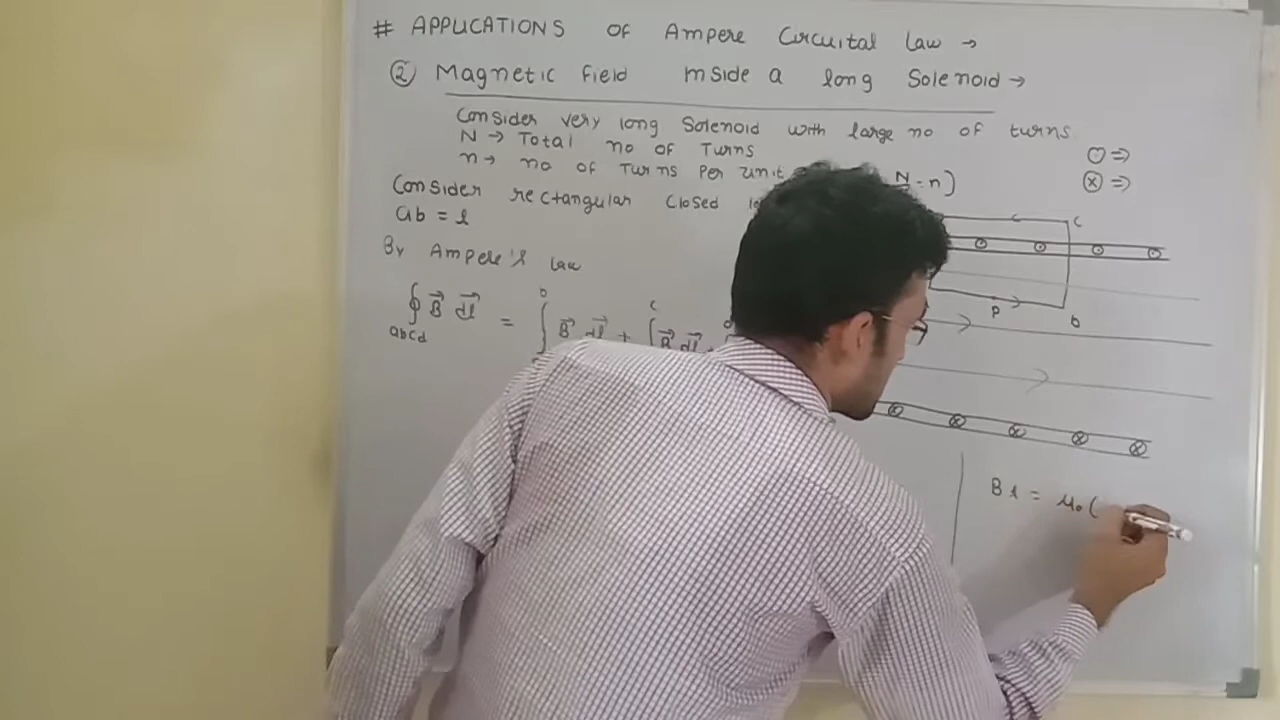 # APPLICATIONS OF Ampere Circuital law →
② Magnetic field inside a long Solenoid →
Consider very long Solenoid with large no of turns
N → Total no of Turns
n → no of Turns Per unit
N = n)
⊙ ⇒
ⓧ ⇒
Consider rectangular closed
ab = l
By Ampere's law
∮ B⃗ dl⃗ = ∫ B⃗ dl⃗ + ∫ B⃗ dl⃗ +
abcd
b
c
c
P
b
Bl = μ₀ (